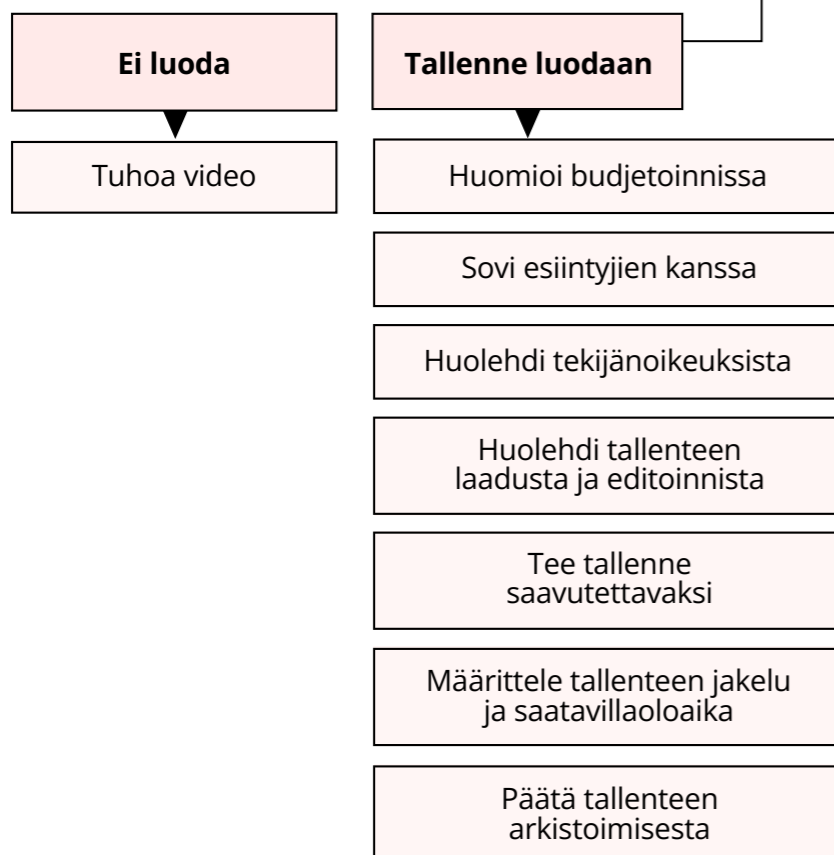 Ei luoda
Tuhoa video
Tallenne luodaan
Huomioi budjetoinnissa
Sovi esiintyjien kanssa
Huolehdi tekijänoikeuksista
Huolehdi tallenteen
laadusta ja editoinnista
Tee tallenne
saavutettavaksi
Määrittele tallenteen jakelu
ja saatavillaoloaika
Päätä tallenteen
arkistoimisesta